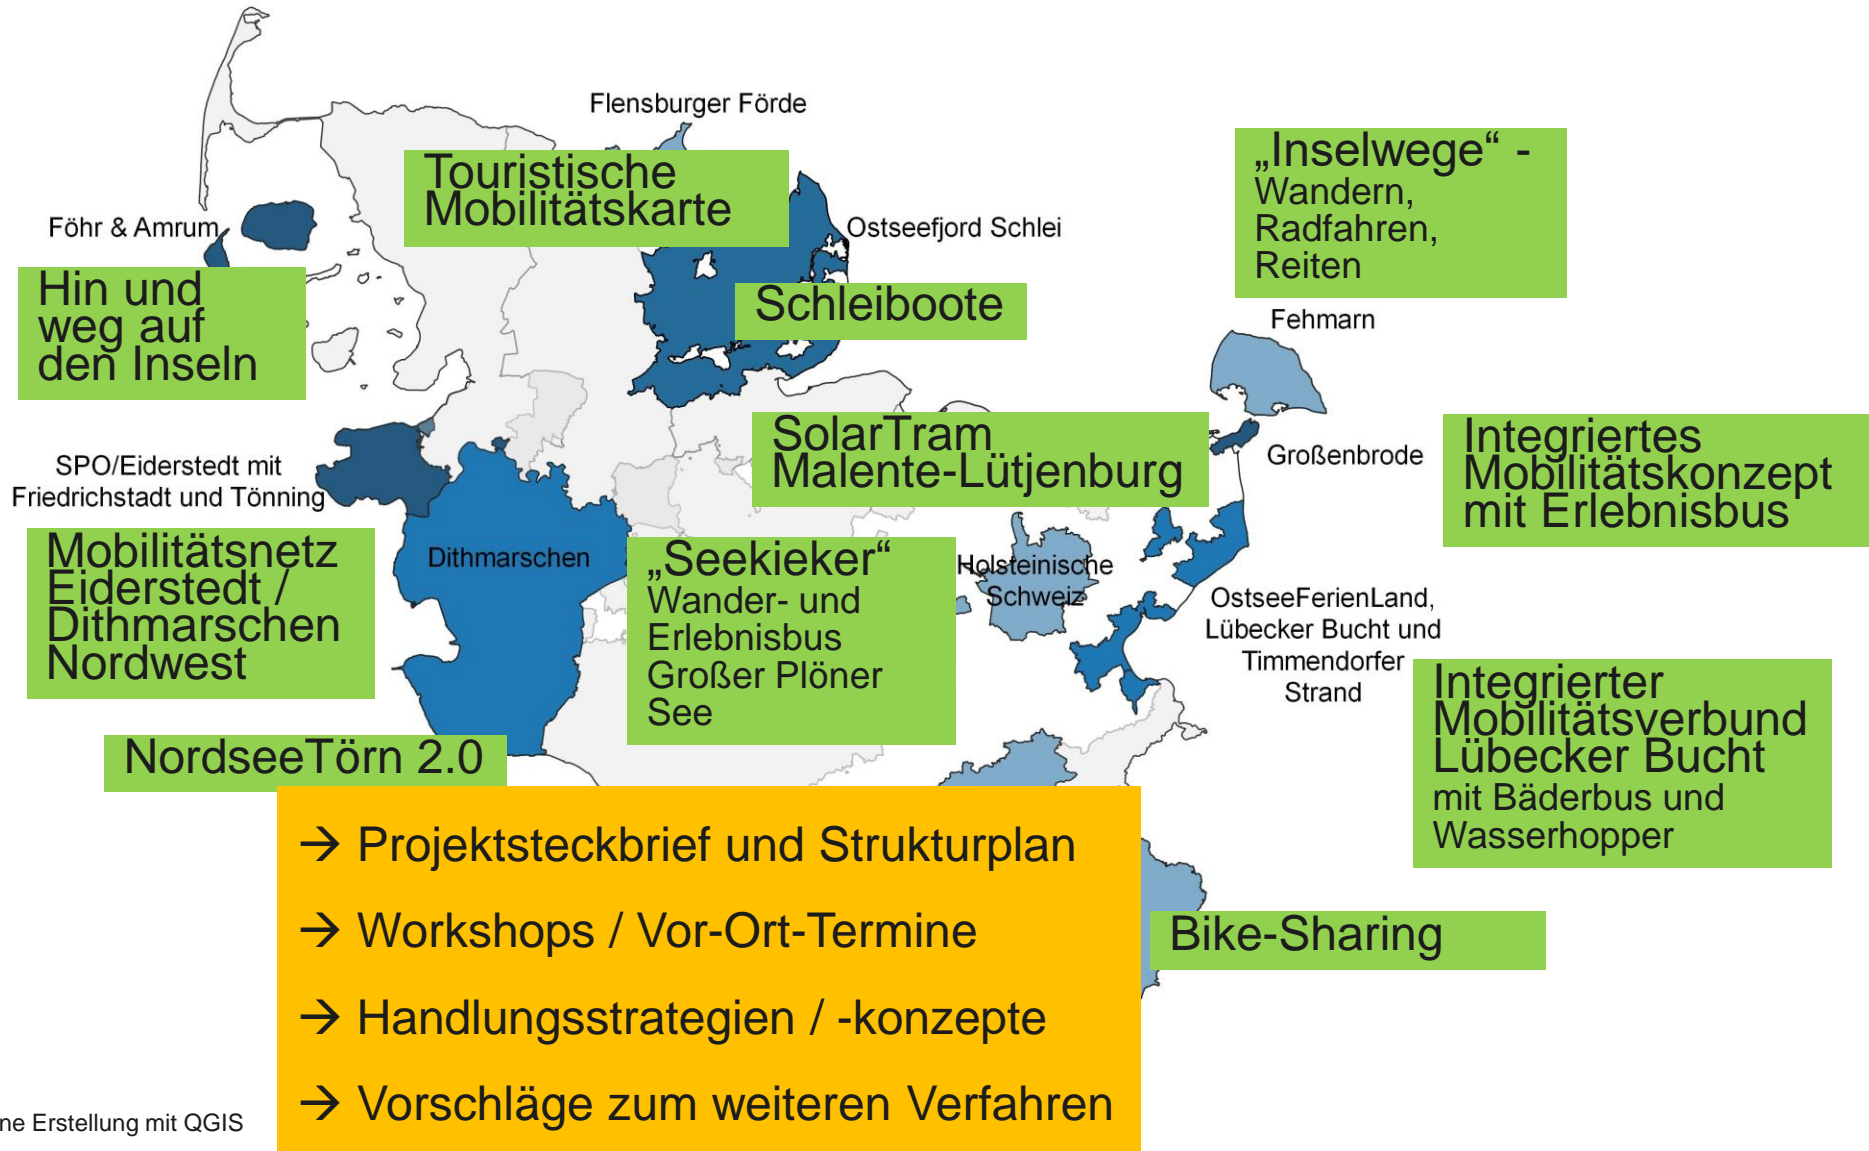 Flensburger Förde
Touristische
Mobilitätskarte
„Inselwege“ -
Wandern,
Radfahren,
Reiten
Föhr & Amrum
Ostseefjord Schlei
Hin und
weg auf
den Inseln
Schleiboote
Fehmarn
SolarTram
Malente-Lütjenburg
Großenbrode
Integriertes
Mobilitätskonzept
mit Erlebnisbus
SPO/Eiderstedt mit
Friedrichstadt und Tönning
Mobilitätsnetz
Eiderstedt /
Dithmarschen
Nordwest
Dithmarschen
„Seekieker“
Wander- und
Erlebnisbus
Großer Plöner
See
Holsteinische
Schweiz
OstseeFerienLand,
Lübecker Bucht und
Timmendorfer
Strand
Integrierter
Mobilitätsverbund
Lübecker Bucht
mit Bäderbus und
Wasserhopper
NordseeTörn 2.0
→ Projektsteckbrief und Strukturplan
→ Workshops / Vor-Ort-Termine
→ Handlungsstrategien / -konzepte
→ Vorschläge zum weiteren Verfahren
Bike-Sharing
ne Erstellung mit QGIS